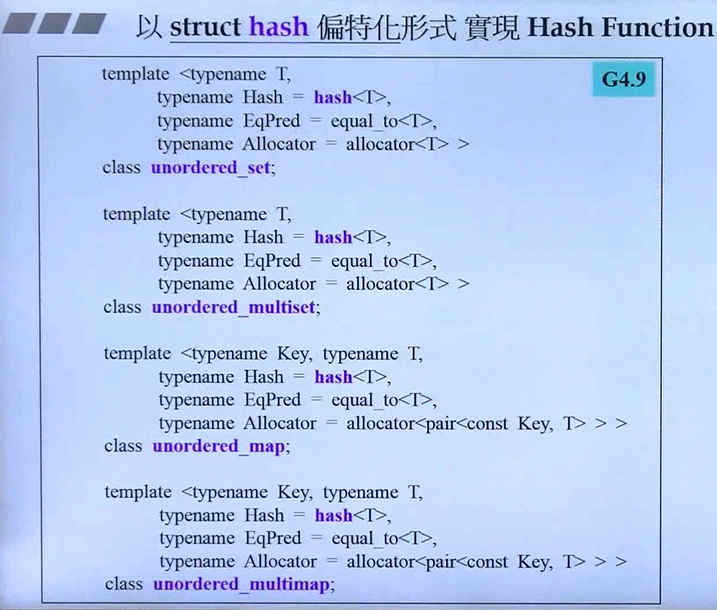 以 struct hash 偏特化形式 實現 Hash Function
G4.9
template <typename T,
typename Hash = hash<T>,
typename EqPred = equal_to<T>,
typename Allocator = allocator<T> >
class unordered_set;
template <typename T,
typename Hash = hash<T>,
typename EqPred = equal_to<T>,
typename Allocator = allocator<T> >
class unordered_multiset;
template <typename Key, typename T,
typename Hash = hash<T>,
typename EqPred = equal_to<T>,
typename Allocator = allocator<pair<const Key, T> > >
class unordered_map;
template <typename Key, typename T,
typename Hash = hash<T>,
typename EqPred = equal_to<T>,
typename Allocator = allocator<pair<const Key, T> > >
class unordered_multimap;